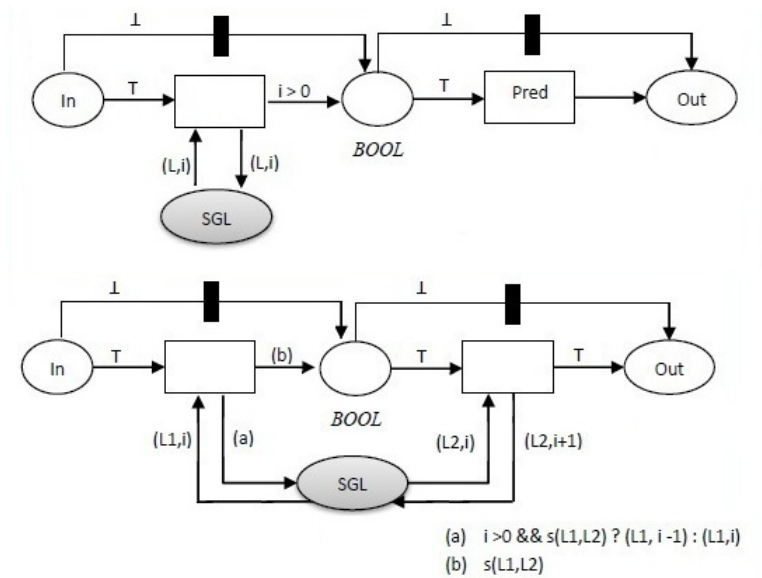 ⊥ ⊥
In T i > 0 T Pred Out
BOOL
(L,i) (L,i)
SGL
⊥ ⊥
In T (b) T T Out
BOOL
(L1,i) (a) (L2,i) (L2,i+1)
SGL
(a) i >0 && s(L1,L2) ? (L1, i -1) : (L1,i)
(b) s(L1,L2)